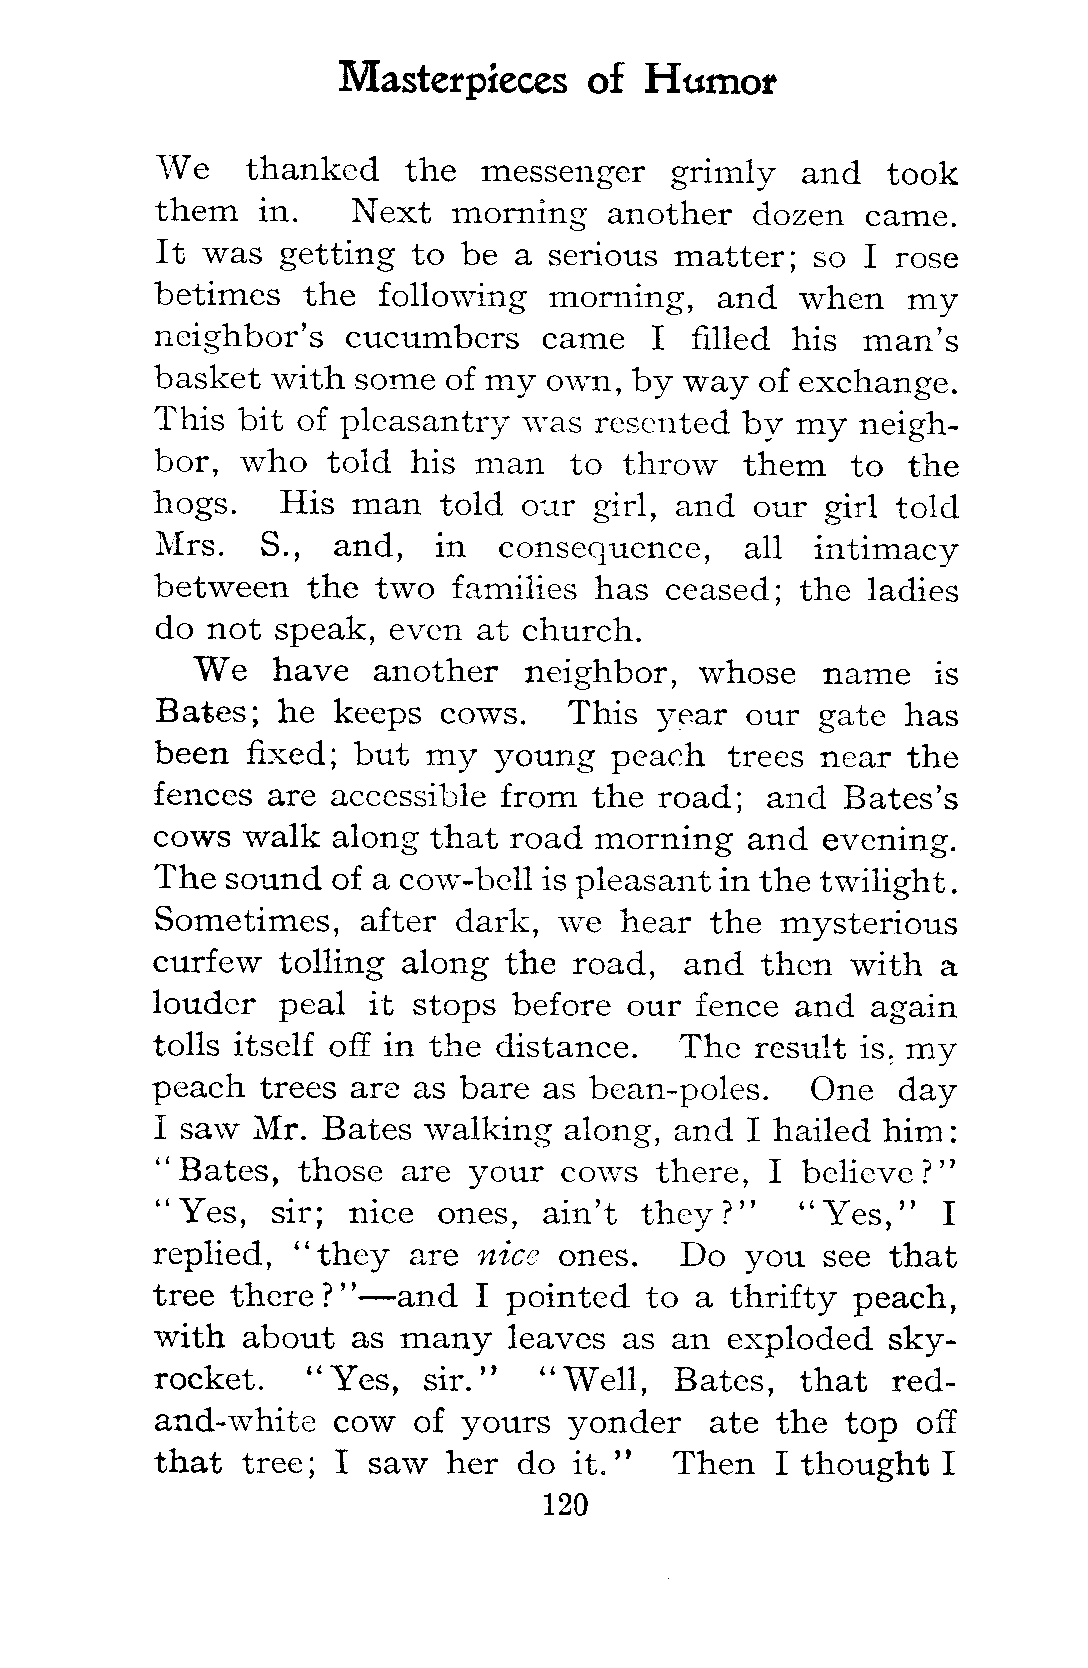 Masterpieces of Humor
We thanked the messenger grimly and took
them in. Next morning another dozen came.
It was getting to be a serious matter; so I rose
betimes the following morning, and when my
neighbor's cucumbers came I filled his man's
basket with some of my own, by way of exchange.
This bit of pleasantry was resented by my neigh-
bor, who told his man to throw them to the
hogs. His man told our girl, and our girl told
Mrs. S., and, in consequence, all intimacy
between the two families has ceased; the ladies
do not speak, even at church.
We have another neighbor, whose name is
Bates; he keeps cows. This year our gate has
been fixed; but my young peach trees near the
fences are accessible from the road; and Bates's
cows walk along that road morning and evening.
The sound of a cow-bell is pleasant in the twilight.
Sometimes, after dark, we hear the mysterious
curfew tolling along the road, and then with a
louder peal it stops before our fence and again
tolls itself off in the distance. The result is, my
peach trees are as bare as bean-poles. One day
I saw Mr. Bates walking along, and I hailed him:
"Bates, those are your cows there, I believe?"
"Yes, sir; nice ones, ain't they?" "Yes," I
replied, "they are nice ones. Do you see that
tree there?"—and I pointed to a thrifty peach,
with about as many leaves as an exploded sky-
rocket. "Yes, sir." "Well, Bates, that red-
and-white cow of yours yonder ate the top off
that tree; I saw her do it." Then I thought I
120